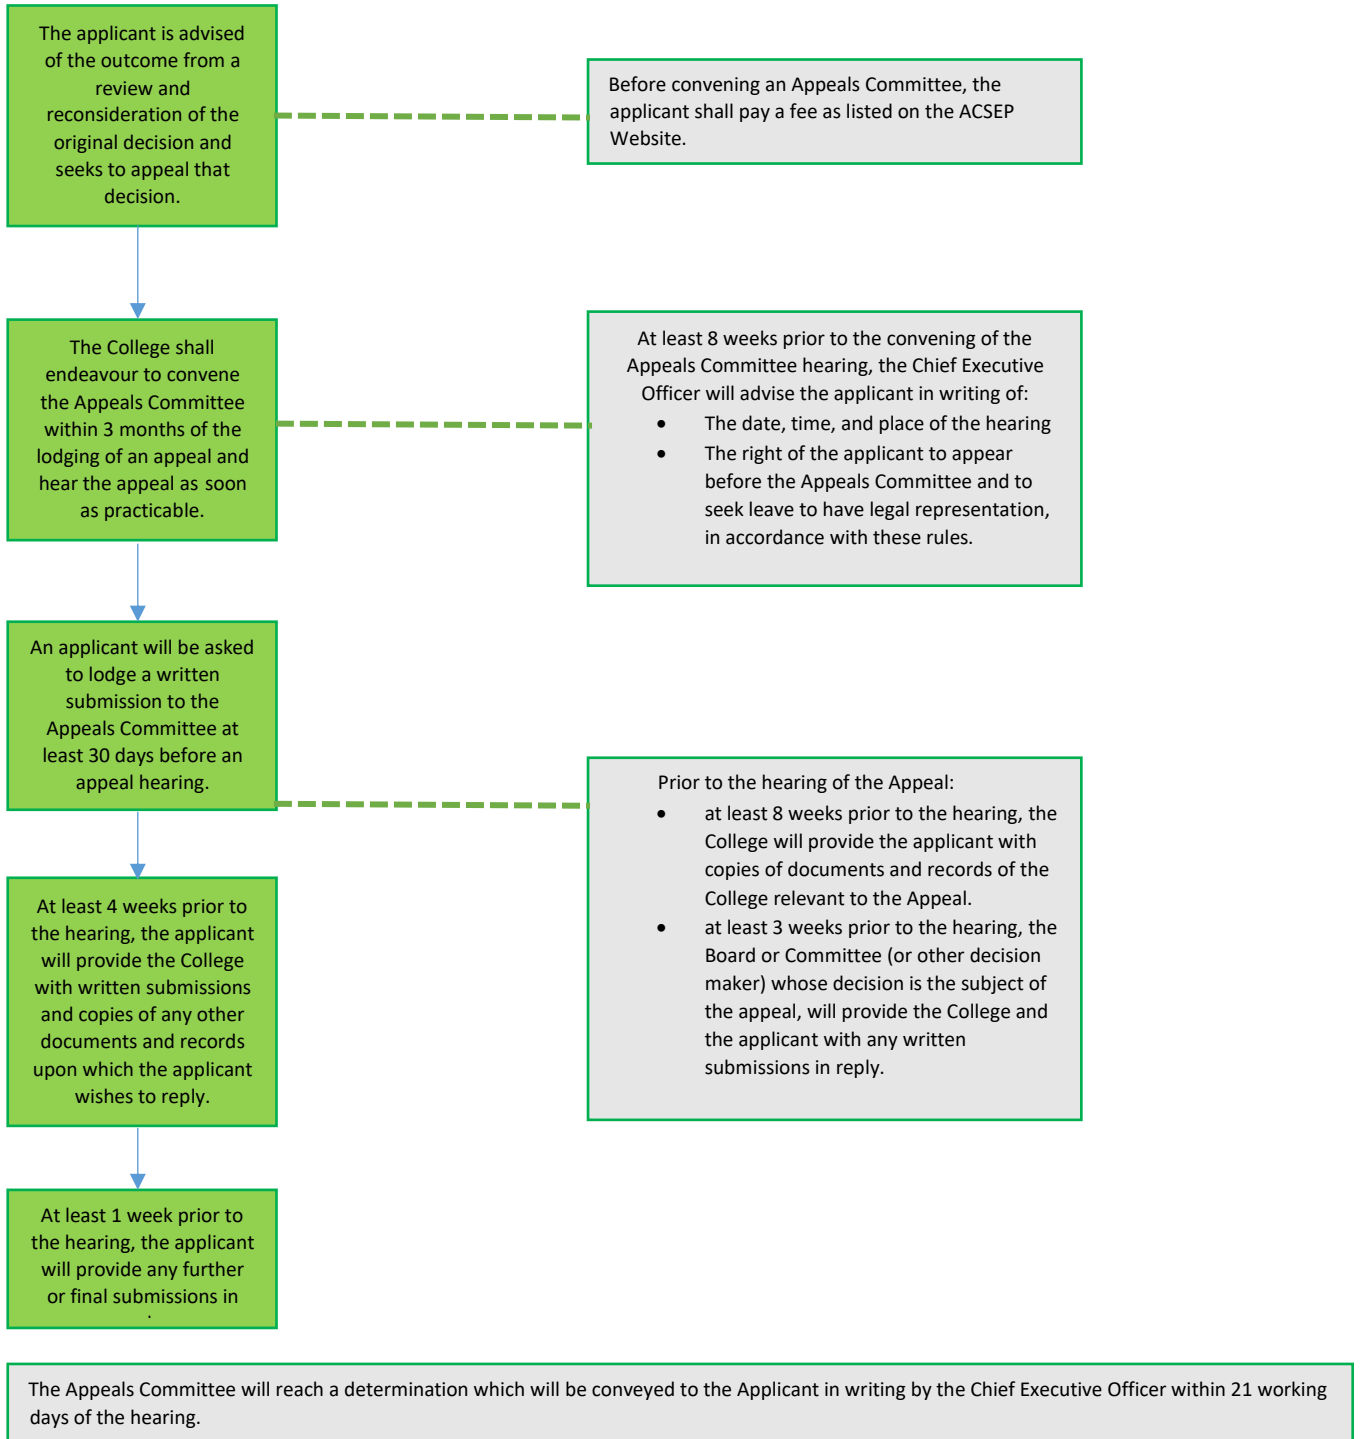 The applicant is advised
of the outcome from a
review and
reconsideration of the
original decision and
seeks to appeal that
decision.
Before convening an Appeals Committee, the
applicant shall pay a fee as listed on the ACSEP
Website.
The College shall
endeavour to convene
the Appeals Committee
within 3 months of the
lodging of an appeal and
hear the appeal as soon
as practicable.
At least 8 weeks prior to the convening of the
Appeals Committee hearing, the Chief Executive
Officer will advise the applicant in writing of:
• The date, time, and place of the hearing
• The right of the applicant to appear
before the Appeals Committee and to
seek leave to have legal representation,
in accordance with these rules.
An applicant will be asked
to lodge a written
submission to the
Appeals Committee at
least 30 days before an
appeal hearing.
Prior to the hearing of the Appeal:
• at least 8 weeks prior to the hearing, the
College will provide the applicant with
copies of documents and records of the
College relevant to the Appeal.
• at least 3 weeks prior to the hearing, the
Board or Committee (or other decision
maker) whose decision is the subject of
the appeal, will provide the College and
the applicant with any written
submissions in reply.
At least 4 weeks prior to
the hearing, the applicant
will provide the College
with written submissions
and copies of any other
documents and records
upon which the applicant
wishes to reply.
At least 1 week prior to
the hearing, the applicant
will provide any further
or final submissions in
The Appeals Committee will reach a determination which will be conveyed to the Applicant in writing by the Chief Executive Officer within 21 working
days of the hearing.